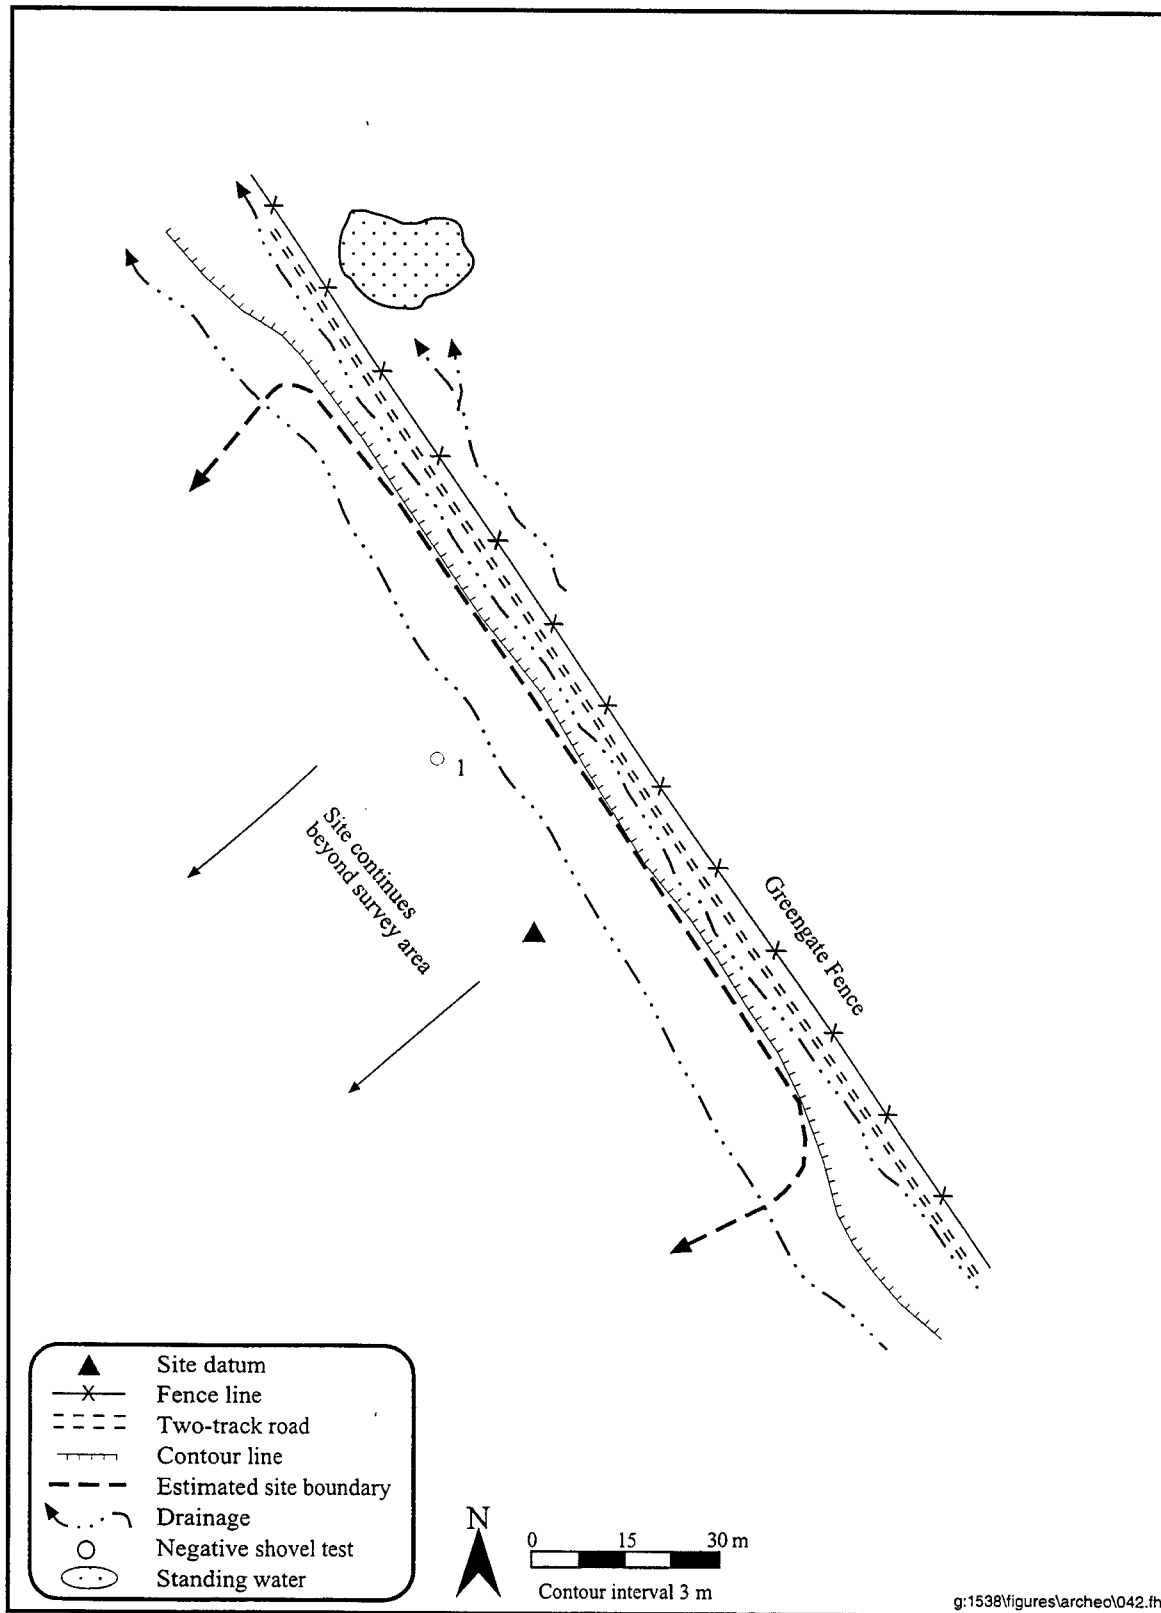 1
Site continues
beyond survey area
Greengate Fence
Site datum
Fence line
Two-track road
Contour line
Estimated site boundary
Drainage
Negative shovel test
Standing water
N
0 15 30 m
Contour interval 3 m
g:1538\figures\archeo\042.fh